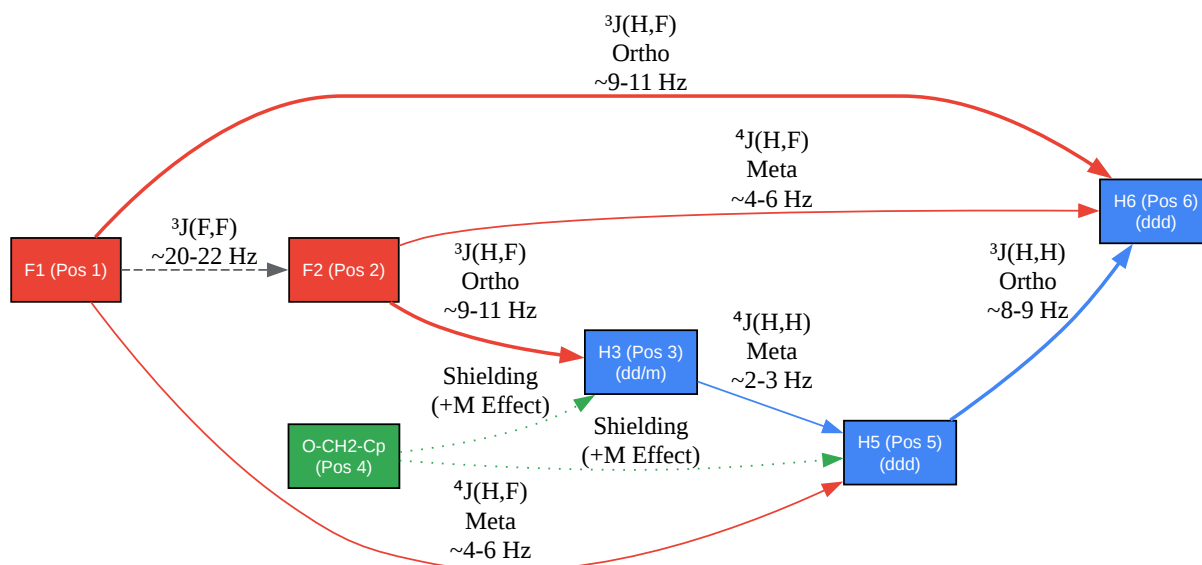 ³J(H,F)
Ortho
~9-11 Hz
⁴J(H,F)
Meta
~4-6 Hz
H6 (Pos 6)
(ddd)
³J(F,F)
~20-22 Hz
F1 (Pos 1)
F2 (Pos 2)
³J(H,F)
Ortho
~9-11 Hz
³J(H,H)
Ortho
~8-9 Hz
H3 (Pos 3)
(dd/m)
⁴J(H,H)
Meta
~2-3 Hz
Shielding
(+M Effect)
O-CH2-Cp
(Pos 4)
Shielding
(+M Effect)
H5 (Pos 5)
(ddd)
⁴J(H,F)
Meta
~4-6 Hz